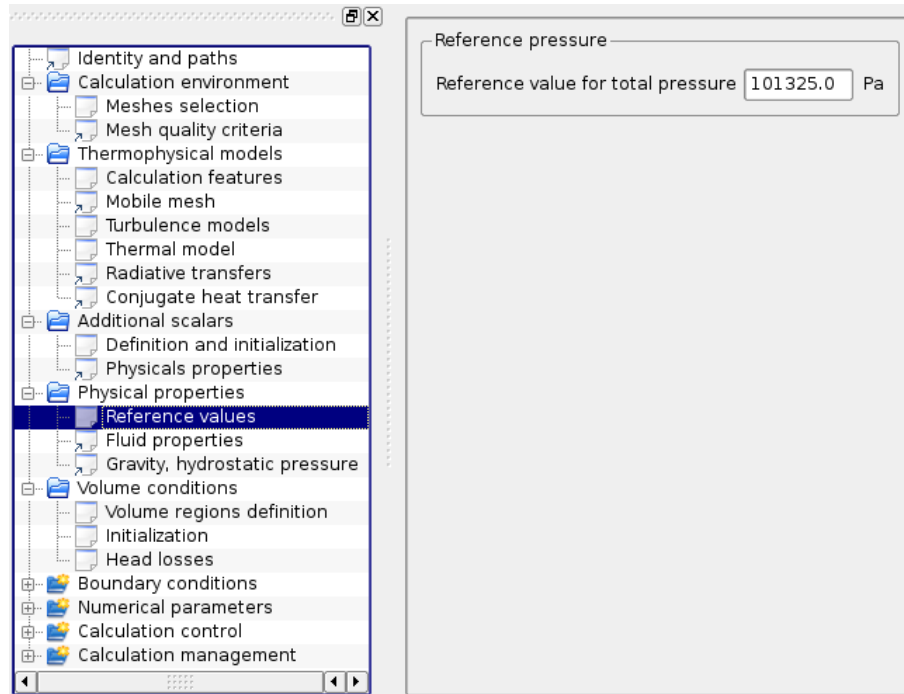 Identity and paths
Calculation environment
Meshes selection
Mesh quality criteria
Thermophysical models
Calculation features
Mobile mesh
Turbulence models
Thermal model
Radiative transfers
Conjugate heat transfer
Additional scalars
Definition and initialization
Physicals properties
Physical properties
Reference values
Fluid properties
Gravity, hydrostatic pressure
Volume conditions
Volume regions definition
Initialization
Head losses
Boundary conditions
Numerical parameters
Calculation control
Calculation management
Reference pressure
Reference value for total pressure 101325.0 Pa